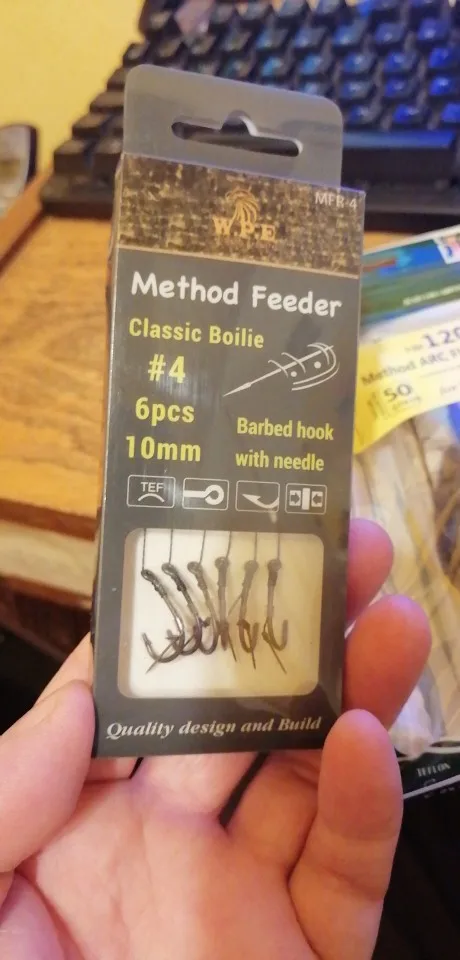 MFR-4
W.P.E
Method Feeder
Classic Boilie
#4
6pcs
10mm
Barbed hook
with needle
TEF
Quality design and Build
120
Method ARC
50
TEFLON